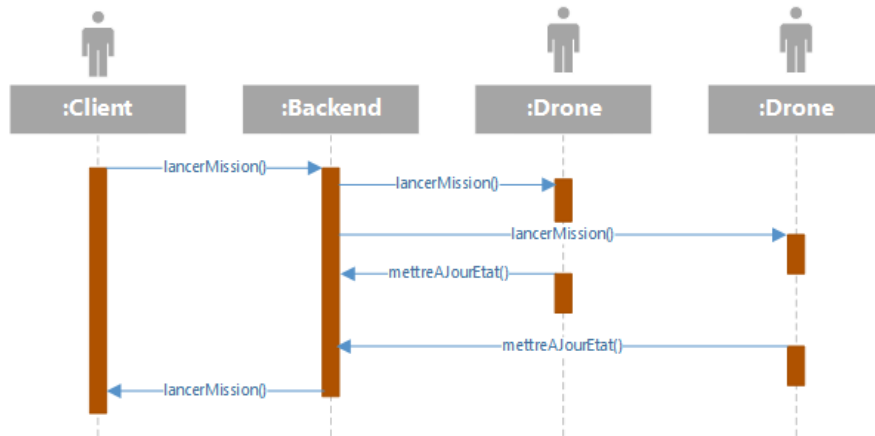 :Client
:Backend
:Drone
:Drone
lancerMission()
lancerMission()
lancerMission()
mettreAJourEtat()
mettreAJourEtat()
lancerMission()